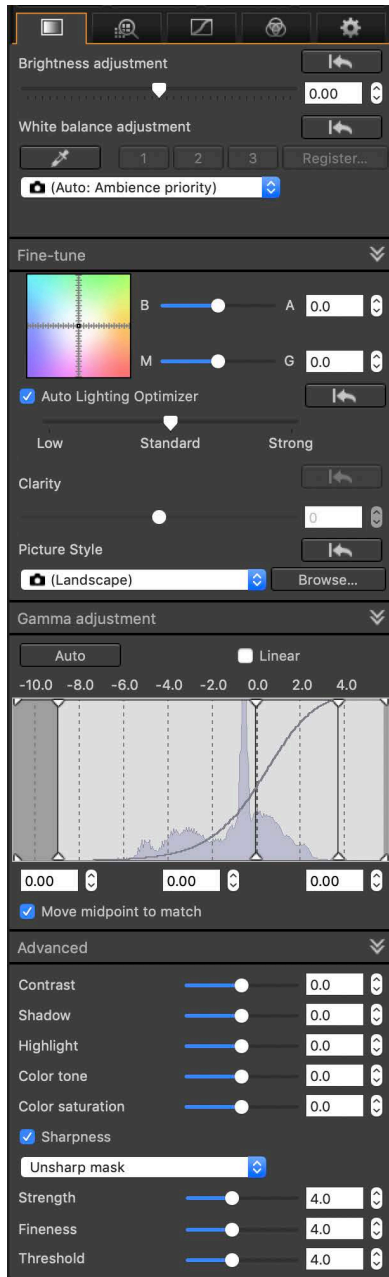 Brightness adjustment
0.00
White balance adjustment
1 2 3 Register...
(Auto: Ambience priority)
Fine-tune
B A 0.0
M G 0.0
Auto Lighting Optimizer
Low Standard Strong
Clarity
0
Picture Style
(Landscape) Browse...
Gamma adjustment
Auto Linear
-10.0 -8.0 -6.0 -4.0 -2.0 0.0 2.0 4.0
0.00 0.00 0.00
Move midpoint to match
Advanced
Contrast 0.0
Shadow 0.0
Highlight 0.0
Color tone 0.0
Color saturation 0.0
Sharpness
Unsharp mask
Strength 4.0
Fineness 4.0
Threshold 4.0